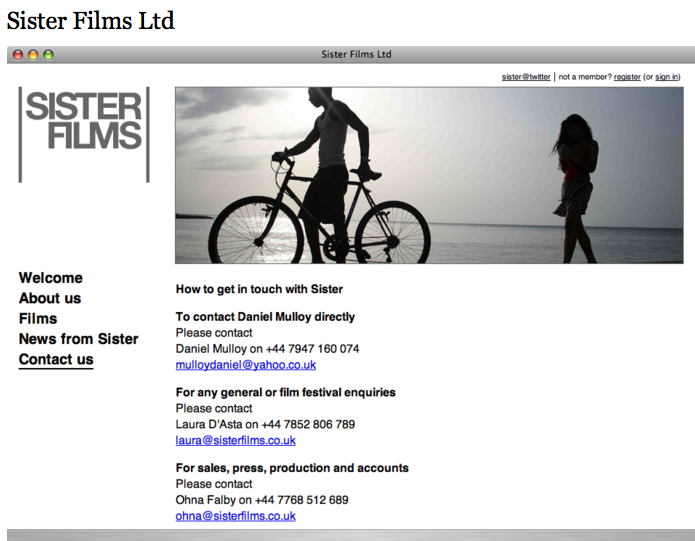 Sister Films Ltd
Sister Films Ltd
sister@twitter | not a member? register (or sign in)
SISTER
FILMS
Welcome
About us
Films
News from Sister
Contact us
How to get in touch with Sister
To contact Daniel Mulloy directly
Please contact
Daniel Mulloy on +44 7947 160 074
mulloydaniel@yahoo.co.uk
For any general or film festival enquiries
Please contact
Laura D'Asta on +44 7852 806 789
laura@sisterfilms.co.uk
For sales, press, production and accounts
Please contact
Ohna Falby on +44 7768 512 689
ohna@sisterfilms.co.uk